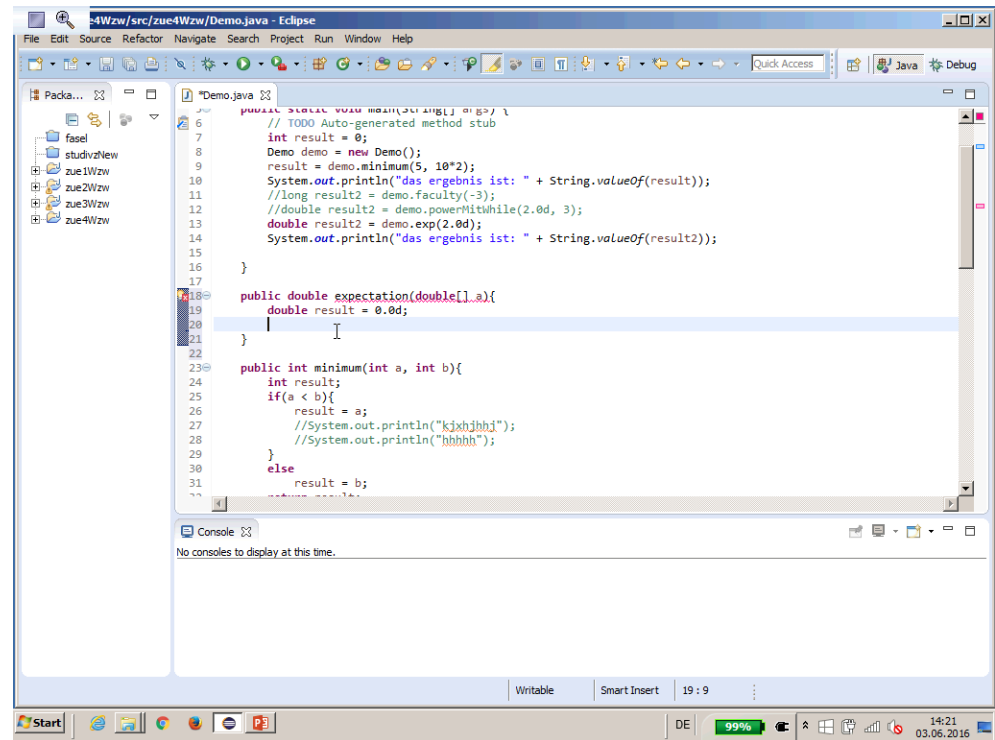 e4Wzw/src/zue4Wzw/Demo.java - Eclipse
File Edit Source Refactor Navigate Search Project Run Window Help
Quick Access
Java
Debug
Packa...
*Demo.java
fasel
studivzNew
zue1Wzw
zue2Wzw
zue3Wzw
zue4Wzw
public static void main(String[] args) {
6 // TODO Auto-generated method stub
7 int result = 0;
8 Demo demo = new Demo();
9 result = demo.minimum(5, 10*2);
10 System.out.println("das ergebnis ist: " + String.valueOf(result));
11 //long result2 = demo.faculty(-3);
12 //double result2 = demo.powerMitWhile(2.0d, 3);
13 double result2 = demo.exp(2.0d);
14 System.out.println("das ergebnis ist: " + String.valueOf(result2));
15
16 }
17
18 public double expectation(double[] a){
19 double result = 0.0d;
20
21 }
22
23 public int minimum(int a, int b){
24 int result;
25 if(a < b){
26 result = a;
27 //System.out.println("kjxhjhhj");
28 //System.out.println("hhhhh");
29 }
30 else
31 result = b;
Console
No consoles to display at this time.
Writable
Smart Insert
19 : 9
Start
DE
99%
14:21
03.06.2016